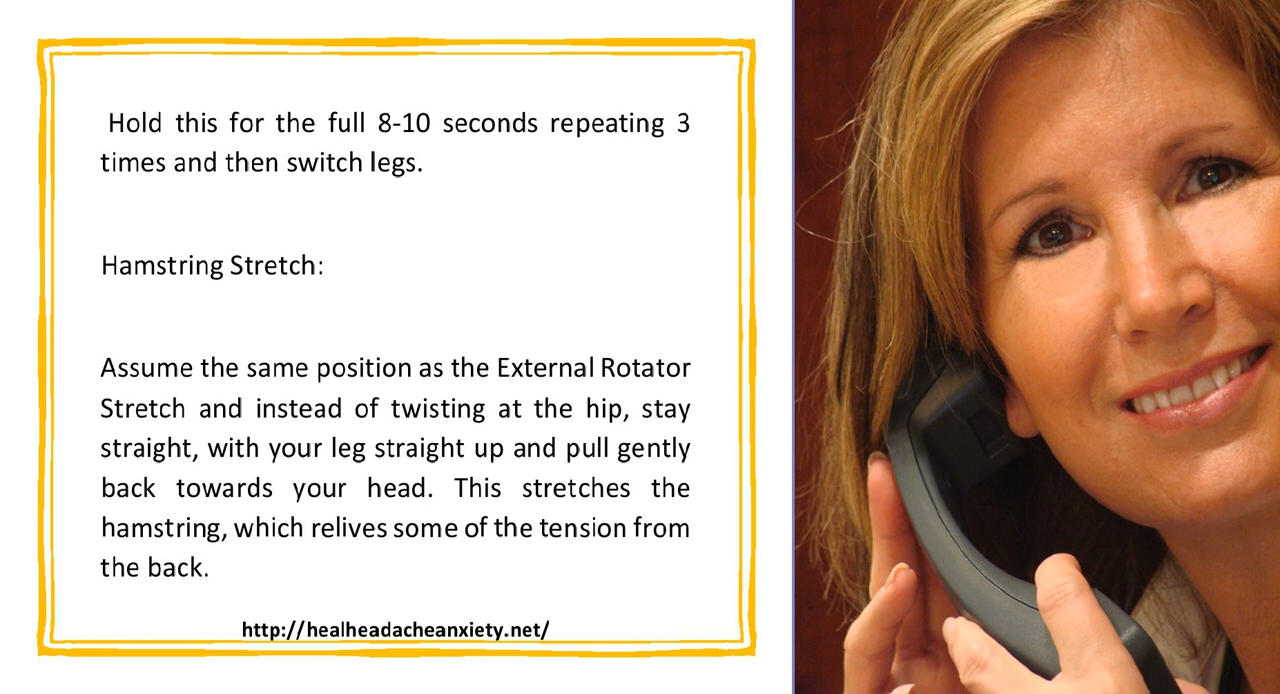 Hold this for the full 8-10 seconds repeating 3
times and then switch legs.
Hamstring Stretch:
Assume the same position as the External Rotator
Stretch and instead of twisting at the hip, stay
straight, with your leg straight up and pull gently
back towards your head. This stretches the
hamstring, which relives some of the tension from
the back.
http://healheadacheanxiety.net/